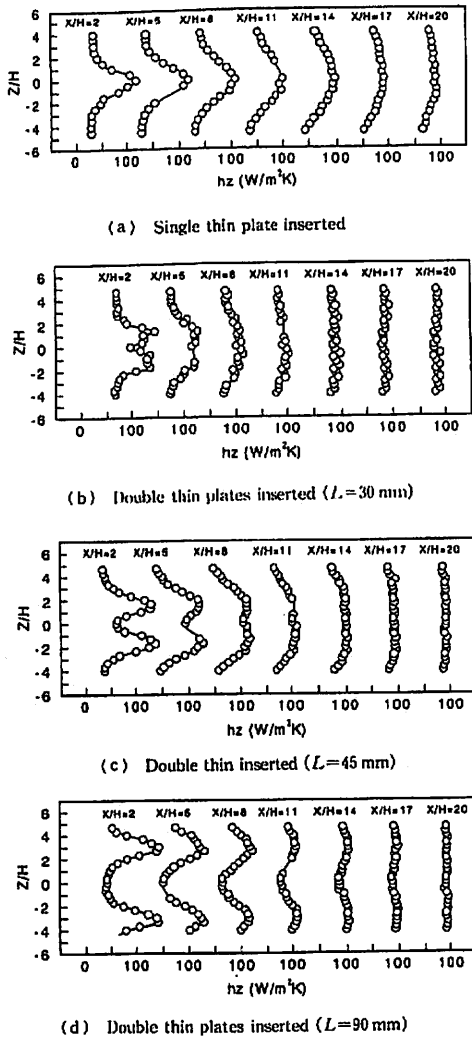 X/H=2 X/H=5 X/H=8 X/H=11 X/H=14 X/H=17 X/H=20
6
4
2
0
-2
-4
-6
Z/H
0 100 100 100 100 100 100 100
hz (W/m²K)
(a) Single thin plate inserted
X/H=2 X/H=5 X/H=8 X/H=11 X/H=14 X/H=17 X/H=20
6
4
2
0
-2
-4
-6
Z/H
0 100 100 100 100 100 100 100
hz (W/m²K)
(b) Double thin plates inserted (L=30 mm)
X/H=2 X/H=5 X/H=8 X/H=11 X/H=14 X/H=17 X/H=20
6
4
2
0
-2
-4
-6
Z/H
0 100 100 100 100 100 100 100
hz (W/m²K)
(c) Double thin inserted (L=45 mm)
X/H=2 X/H=5 X/H=8 X/H=11 X/H=14 X/H=17 X/H=20
6
4
2
0
-2
-4
-6
Z/H
0 100 100 100 100 100 100 100
hz (W/m²K)
(d) Double thin plates inserted (L=90 mm)